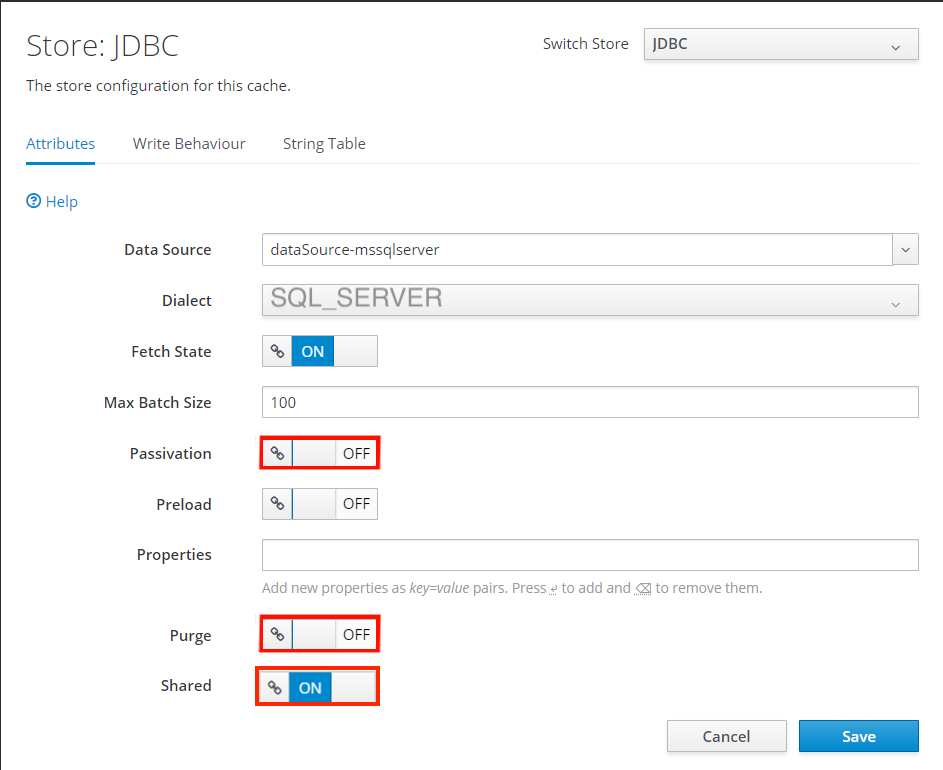 Store: JDBC
Switch Store JDBC
The store configuration for this cache.
Attributes Write Behaviour String Table
Help
Data Source dataSource-mssqlserver
Dialect SQL_SERVER
Fetch State ON
Max Batch Size 100
Passivation OFF
Preload OFF
Properties
Add new properties as key=value pairs. Press ↵ to add and ⌫ to remove them.
Purge OFF
Shared ON
Cancel Save